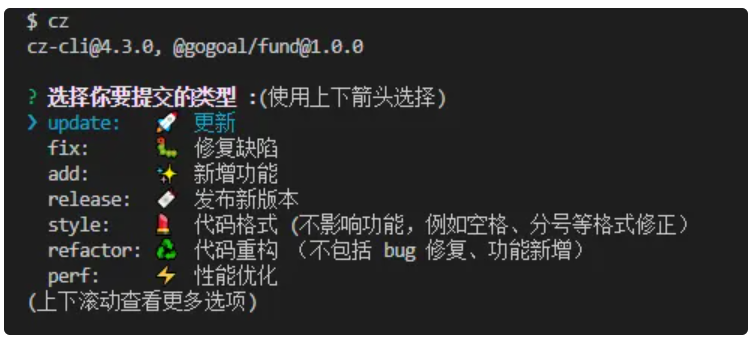 $ cz
cz-cli@4.3.0, @gogoal/fund@1.0.0
? 选择你要提交的类型 :(使用上下箭头选择)
❯ update: 🚀 更新
fix: 🐛 修复缺陷
add: ✨ 新增功能
release: 🔖 发布新版本
style: 💄 代码格式 (不影响功能，例如空格、分号等格式修正)
refactor: ♻️ 代码重构 （不包括 bug 修复、功能新增）
perf: ⚡ 性能优化
(上下滚动查看更多选项)